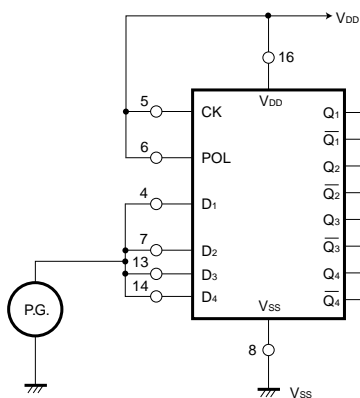 VDD
16
5
CK
VDD
Q1
Q̅1̅
6
POL
Q2
Q̅2̅
4
D1
Q3
7
D2
Q̅3̅
13
D3
Q4
14
D4
Q̅4̅
P.G.
VSS
8
VSS